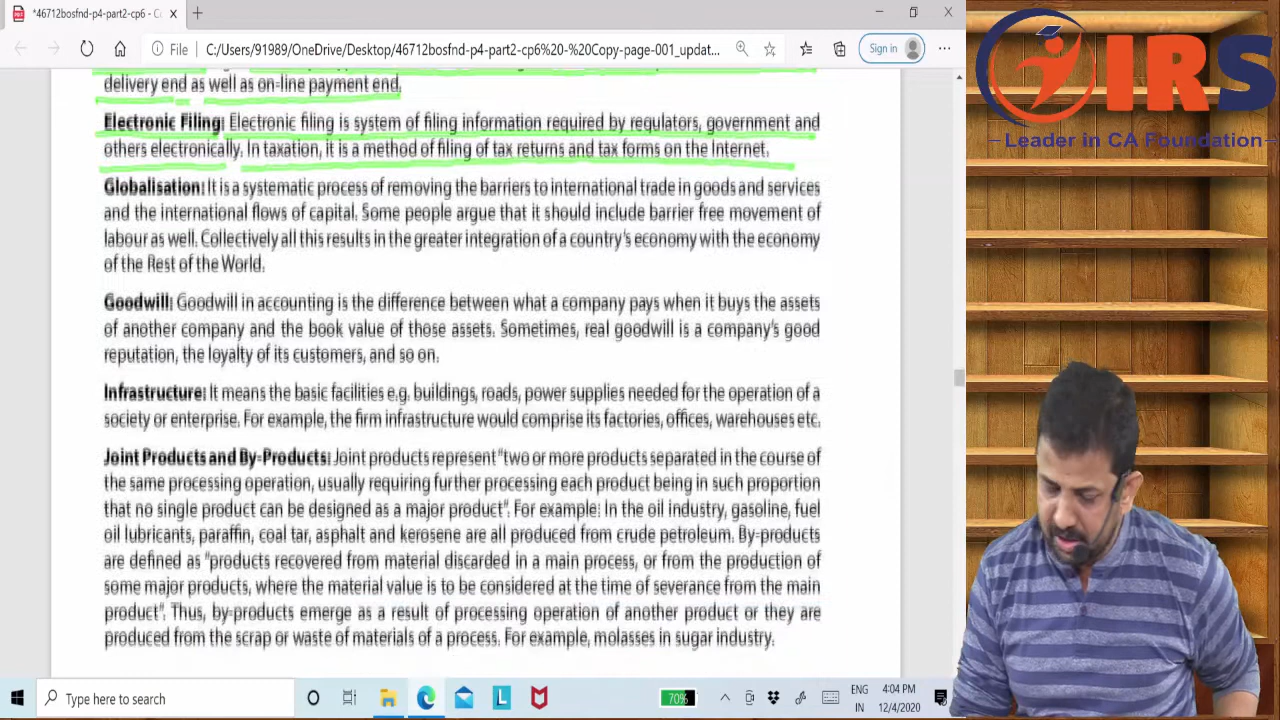 *46712bosfnd-p4-part2-cp6 - Co
File
C:/Users/91989/OneDrive/Desktop/46712bosfnd-p4-part2-cp6%20-%20Copy-page-001_updat...
Sign in
IRS
Leader in CA Foundation
delivery end as well as on-line payment end.
Electronic Filing: Electronic filing is system of filing information required by regulators, government and
others electronically. In taxation, it is a method of filing of tax returns and tax forms on the Internet.
Globalisation: It is a systematic process of removing the barriers to international trade in goods and services
and the international flows of capital. Some people argue that it should include barrier free movement of
labour as well. Collectively all this results in the greater integration of a country's economy with the economy
of the Rest of the World.
Goodwill: Goodwill in accounting is the difference between what a company pays when it buys the assets
of another company and the book value of those assets. Sometimes, real goodwill is a company's good
reputation, the loyalty of its customers, and so on.
Infrastructure: It means the basic facilities e.g. buildings, roads, power supplies needed for the operation of a
society or enterprise. For example, the firm infrastructure would comprise its factories, offices, warehouses etc.
Joint Products and By-Products: Joint products represent "two or more products separated in the course of
the same processing operation, usually requiring further processing each product being in such proportion
that no single product can be designed as a major product". For example: In the oil industry, gasoline, fuel
oil lubricants, paraffin, coal tar, asphalt and kerosene are all produced from crude petroleum. By-products
are defined as "products recovered from material discarded in a main process, or from the production of
some major products, where the material value is to be considered at the time of severance from the main
product". Thus, by-products emerge as a result of processing operation of another product or they are
produced from the scrap or waste of materials of a process. For example, molasses in sugar industry.
Type here to search
70%
ENG
IN
4:04 PM
12/4/2020